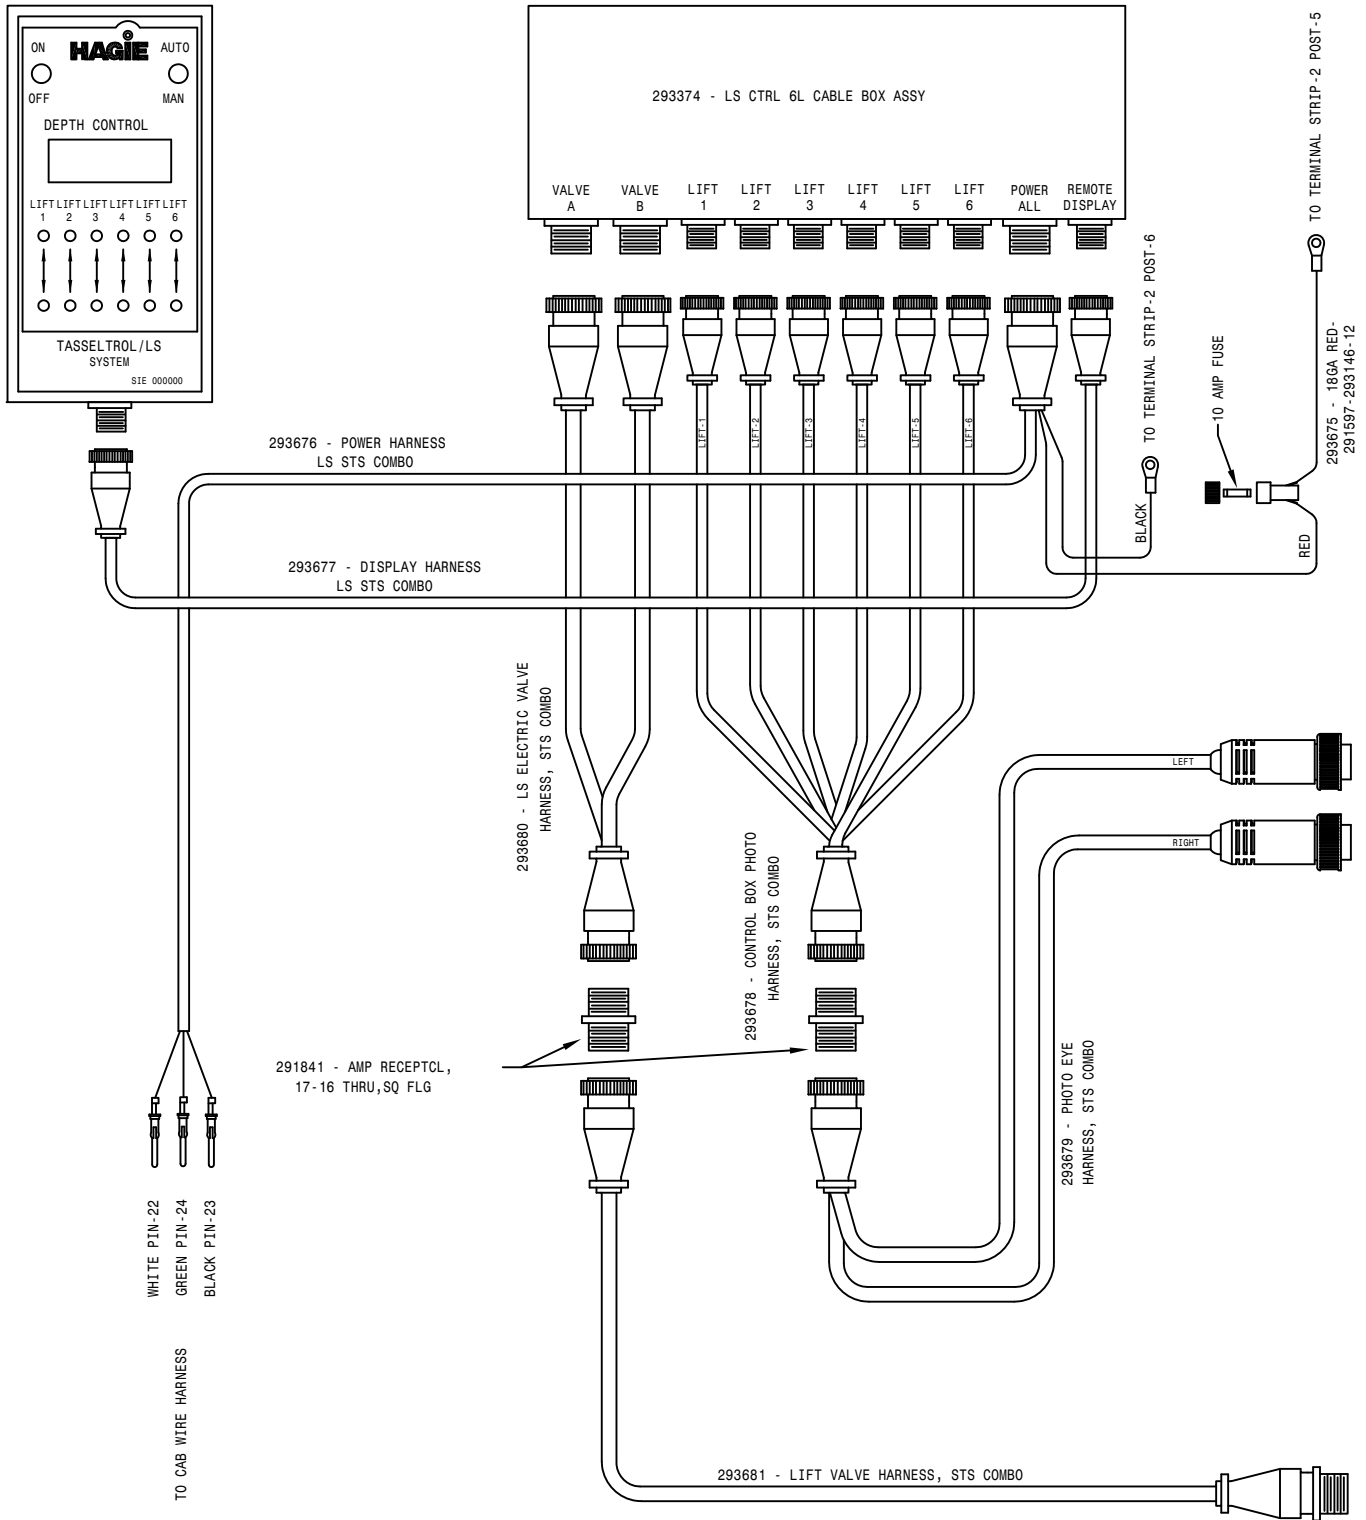 ON
HAGIE
AUTO
OFF
MAN
DEPTH CONTROL
LIFT LIFT LIFT LIFT LIFT LIFT
1 2 3 4 5 6
TASSELTROL/LS
SYSTEM
SIE 000000
293374 - LS CTRL 6L CABLE BOX ASSY
VALVE A
VALVE B
LIFT 1
LIFT 2
LIFT 3
LIFT 4
LIFT 5
LIFT 6
POWER ALL
REMOTE DISPLAY
TO TERMINAL STRIP-2 POST-5
TO TERMINAL STRIP-2 POST-6
10 AMP FUSE
293675 - 18GA RED-
291597-293146-12
BLACK
RED
LIFT-1
LIFT-2
LIFT-3
LIFT-4
LIFT-5
LIFT-6
293676 - POWER HARNESS
LS STS COMBO
293677 - DISPLAY HARNESS
LS STS COMBO
293680 - LS ELECTRIC VALVE
HARNESS, STS COMBO
293678 - CONTROL BOX PHOTO
HARNESS, STS COMBO
LEFT
RIGHT
291841 - AMP RECEPTCL,
17-16 THRU,SQ FLG
293679 - PHOTO EYE
HARNESS, STS COMBO
WHITE PIN-22
GREEN PIN-24
BLACK PIN-23
TO CAB WIRE HARNESS
293681 - LIFT VALVE HARNESS, STS COMBO